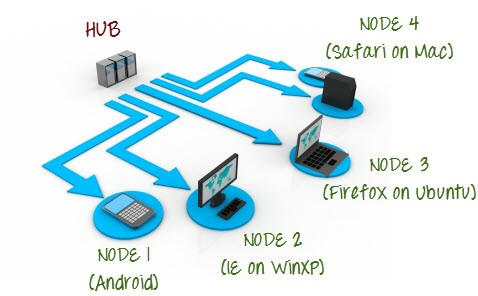 HUB
NODE 4
(Safari on Mac)
NODE 3
(Firefox on Ubuntu)
NODE 2
(IE on WinXP)
NODE 1
(Android)